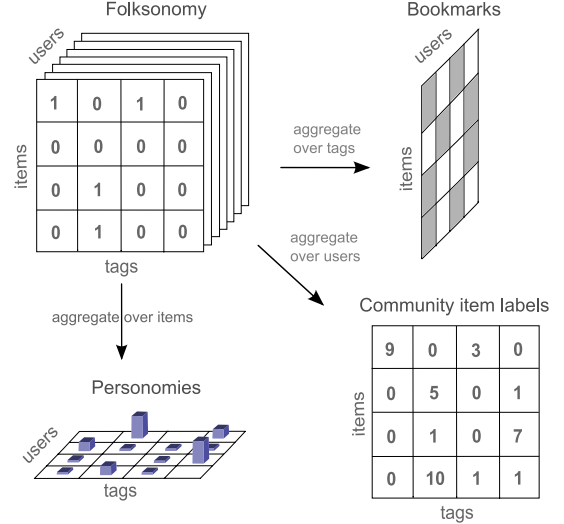 Folksonomy
users
items
1 0 1 0
0 0 0 0
0 1 0 0
0 1 0 0
tags
Bookmarks
users
items
aggregate
over tags
aggregate
over users
aggregate over items
Personomies
users
tags
Community item labels
items
9 0 3 0
0 5 0 1
0 1 0 7
0 10 1 1
tags